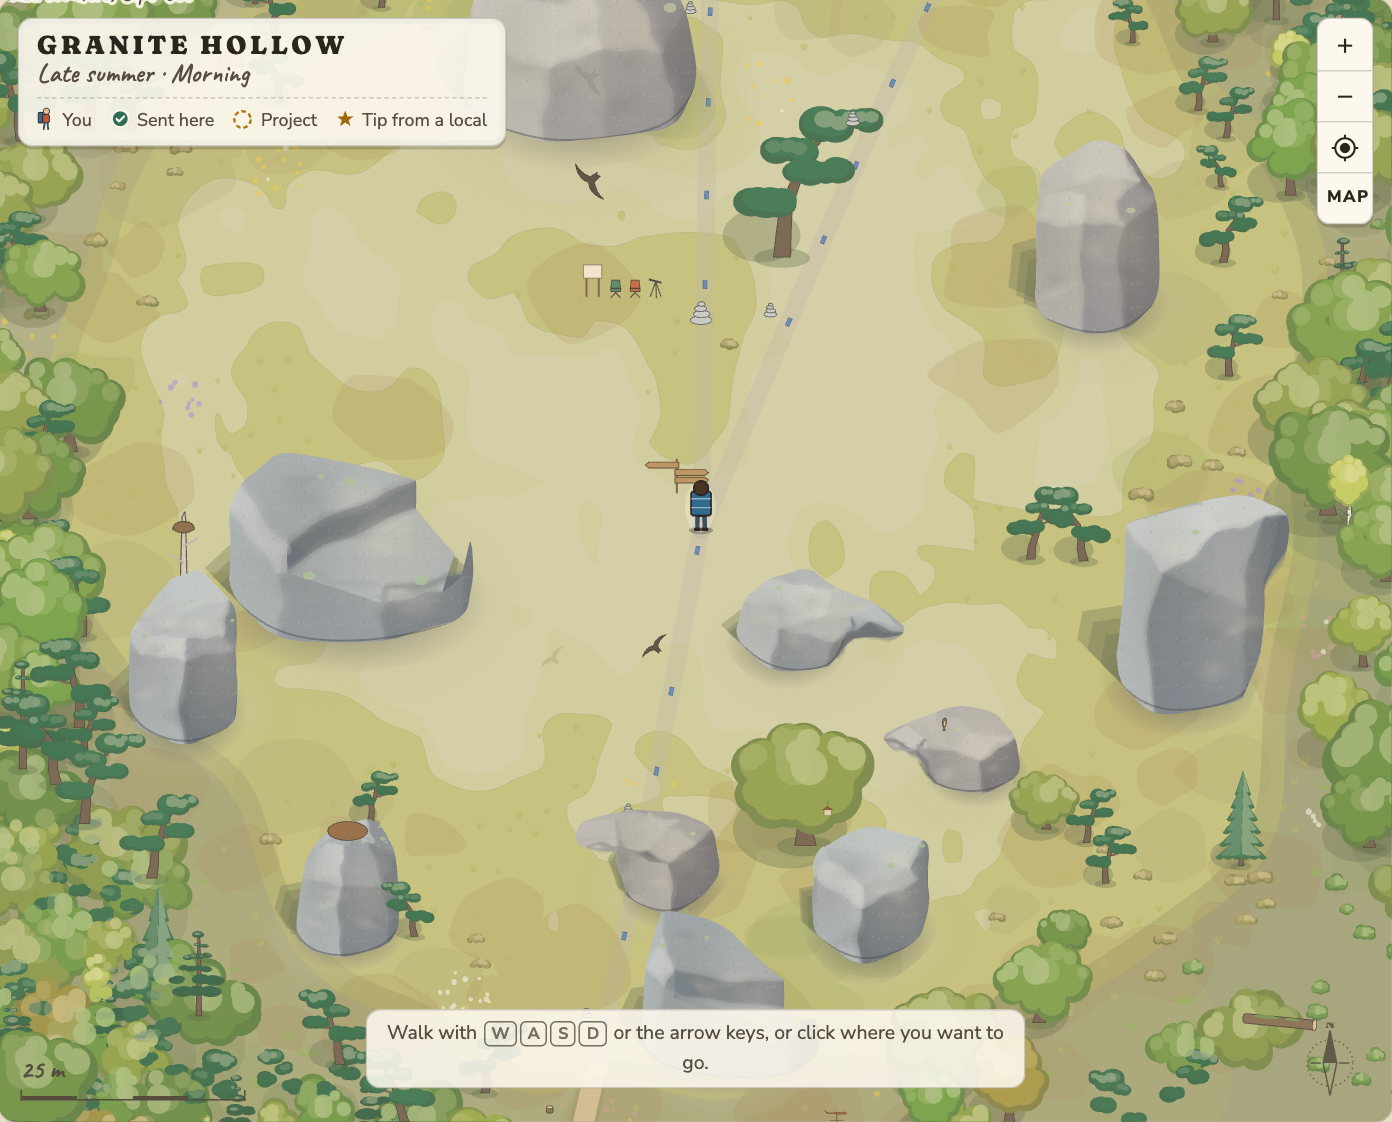 GRANITE HOLLOW
Late summer · Morning
You
Sent here
Project
Tip from a local
+
−
MAP
Walk with W A S D or the arrow keys, or click where you want to
go.
25 m
N